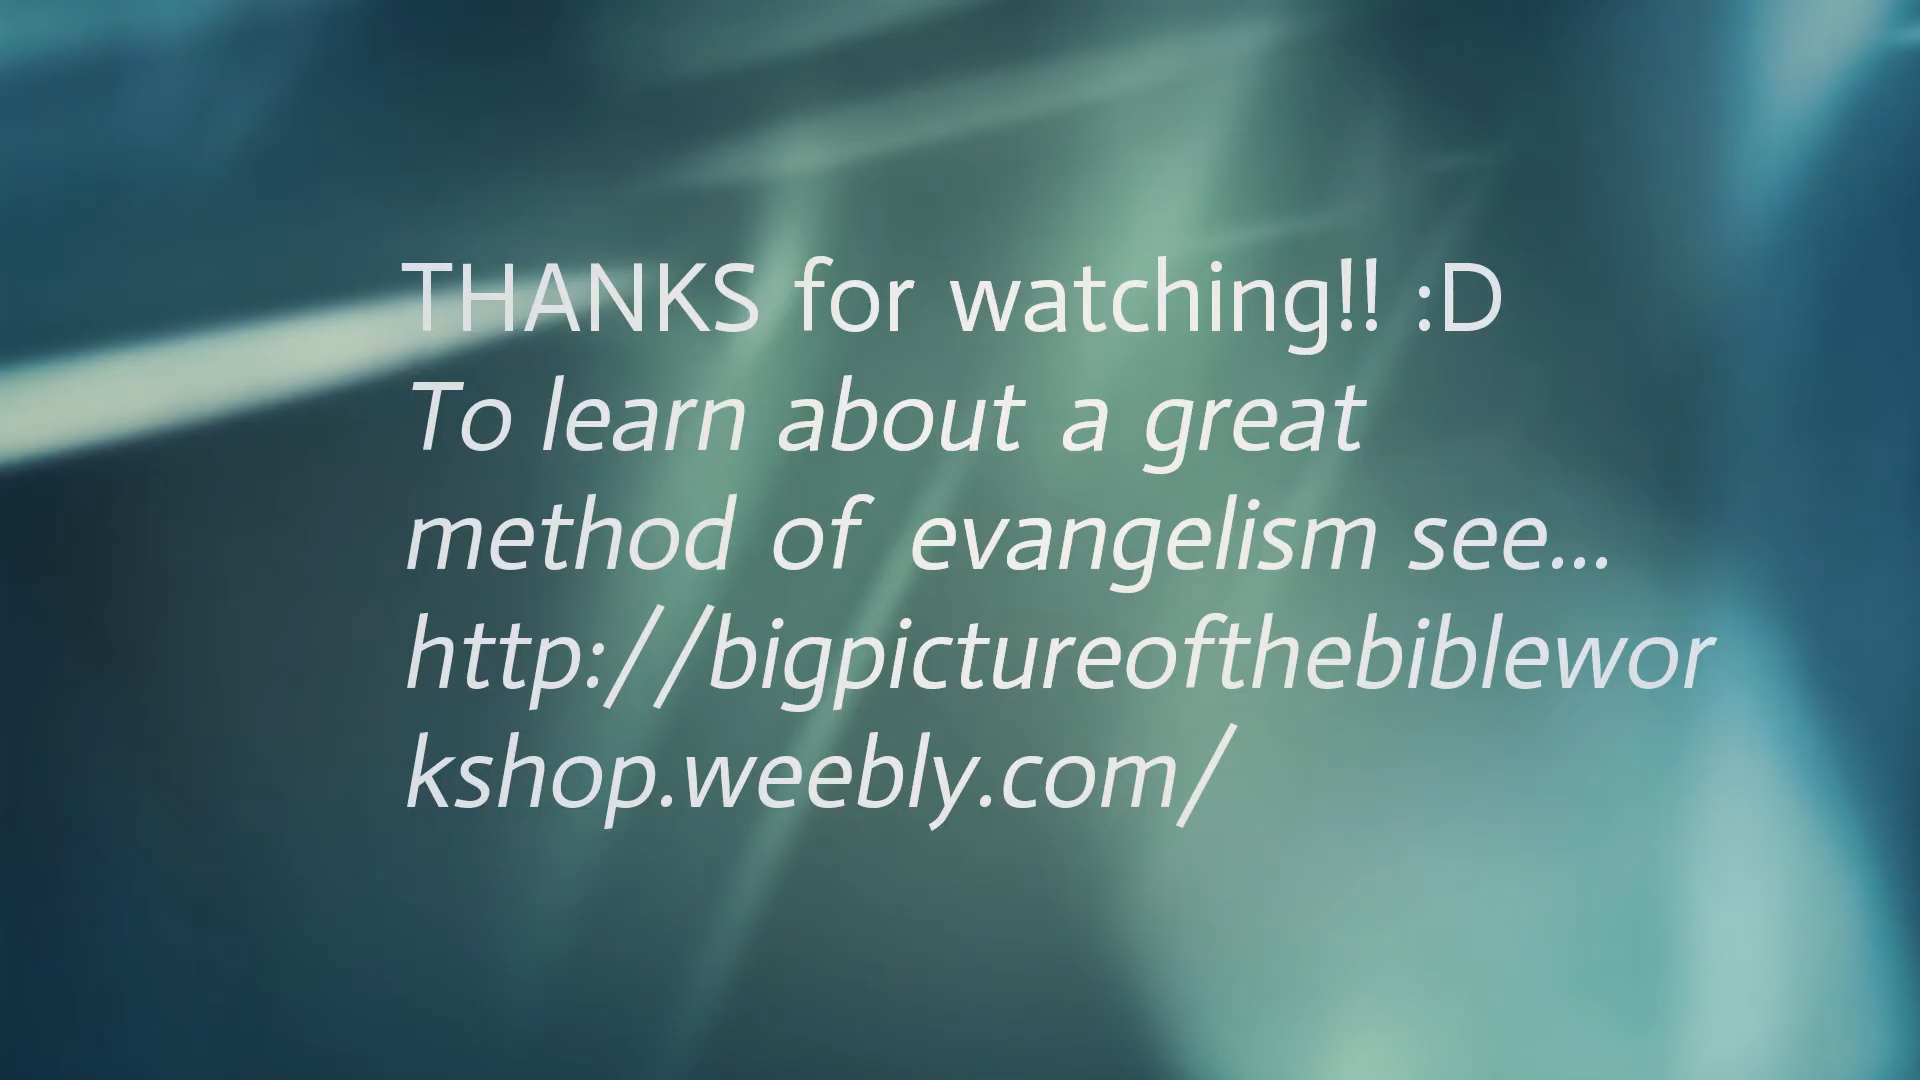 THANKS for watching!! :D
To learn about a great
method of evangelism see...
http://bigpictureofthebiblewor
kshop.weebly.com/